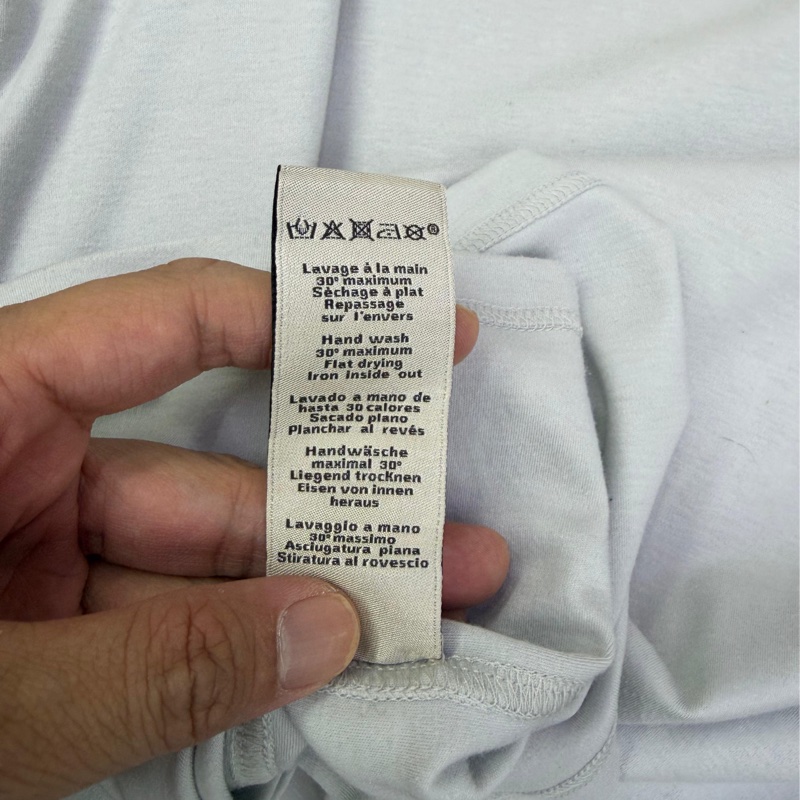 ®
Lavage à la main
30° maximum
Sèchage à plat
Repassage
sur l'envers
Hand wash
30° maximum
Flat drying
Iron inside out
Lavado a mano de
hasta 30 calores
Sacado plano
Planchar al revés
Handwäsche
maximal 30°
Liegend trocknen
Eisen von innen
heraus
Lavaggio a mano
30° massimo
Asciugatura piana
Stiratura al rovescio